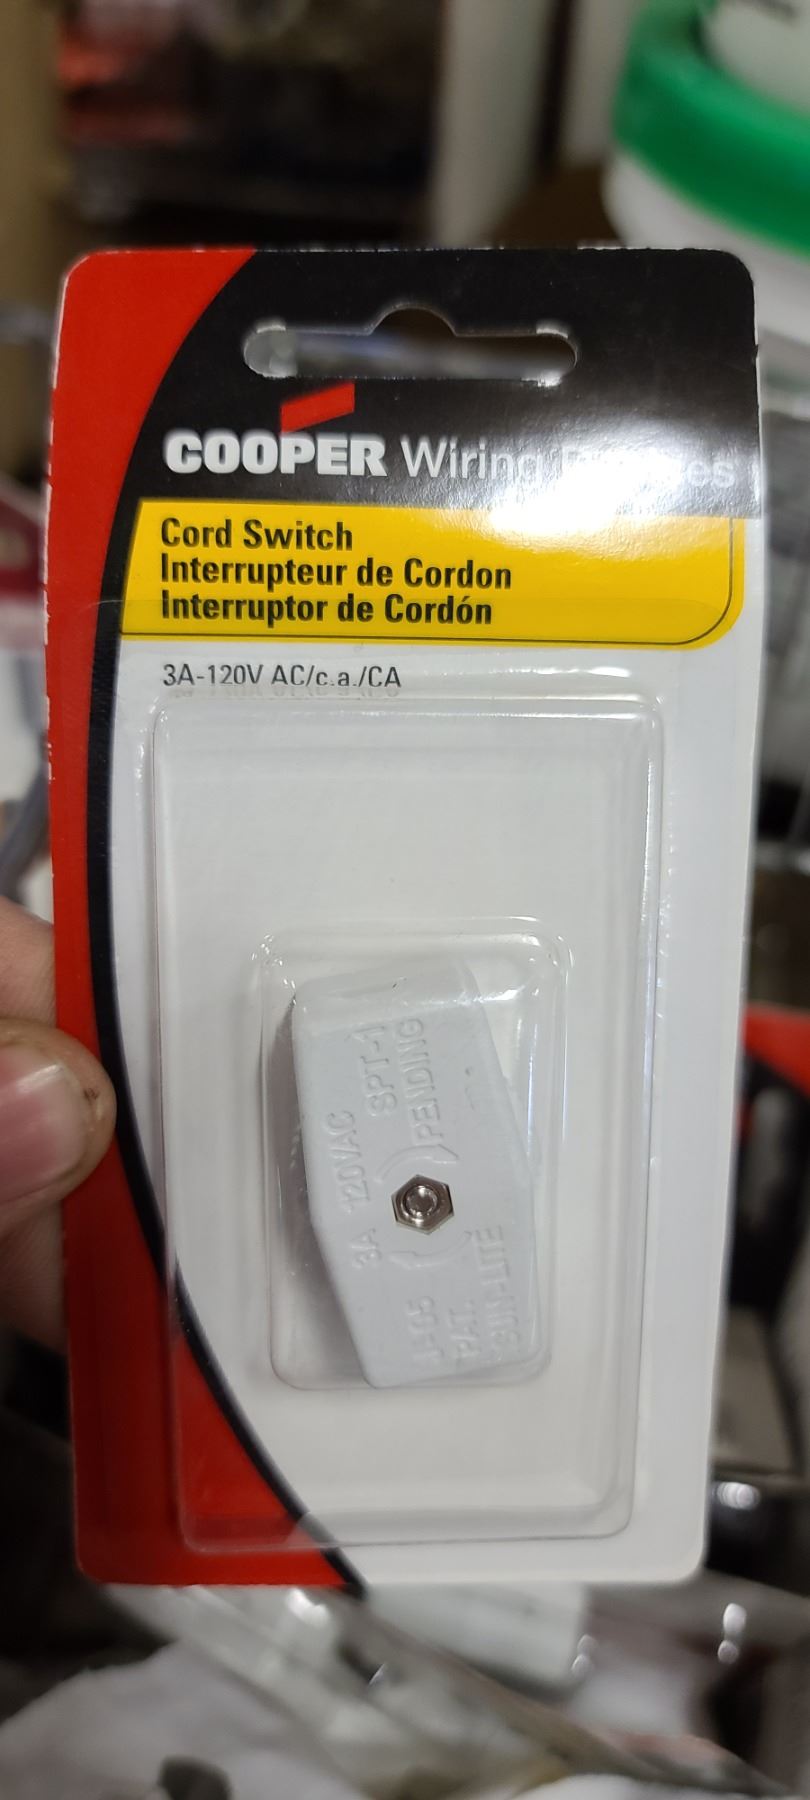 COOPER Wiring
Cord Switch
Interrupteur de Cordon
Interruptor de Cordón
3A-120V AC/c.a./CA
3A 120VAC SPT-1
PENDING
PAT.
SUN-LITE